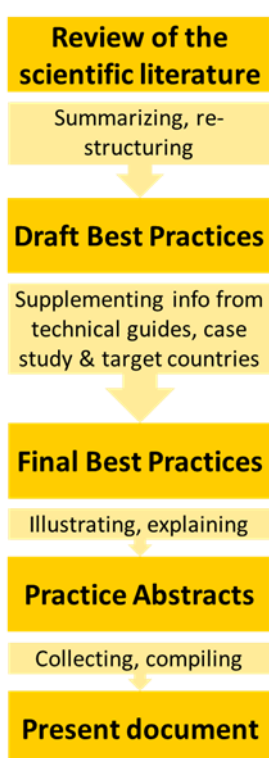 Review of the
scientific literature
Summarizing, re-
structuring
Draft Best Practices
Supplementing info from
technical guides, case
study & target countries
Final Best Practices
Illustrating, explaining
Practice Abstracts
Collecting, compiling
Present document